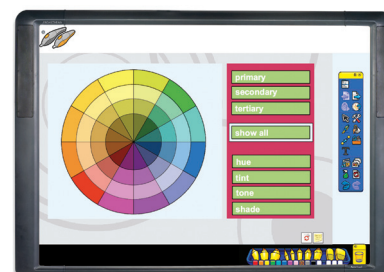 primary
secondary
tertiary
show all
hue
tint
tone
shade